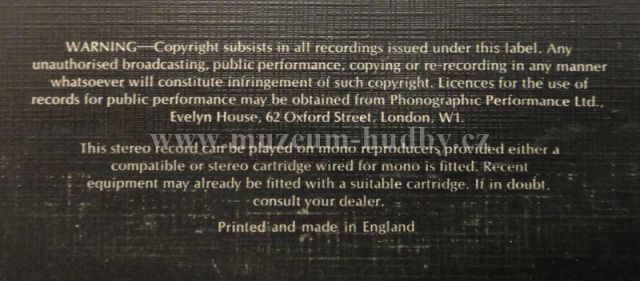 WARNING—Copyright subsists in all recordings issued under this label. Any
unauthorised broadcasting, public performance, copying or re-recording in any manner
whatsoever will constitute infringement of such copyright. Licences for the use of
records for public performance may be obtained from Phonographic Performance Ltd.,
Evelyn House, 62 Oxford Street, London, W1.
www.muzeum-hudby.cz
This stereo record can be played on mono reproducers provided either a
compatible or stereo cartridge wired for mono is fitted. Recent
equipment may already be fitted with a suitable cartridge. If in doubt,
consult your dealer.
Printed and made in England